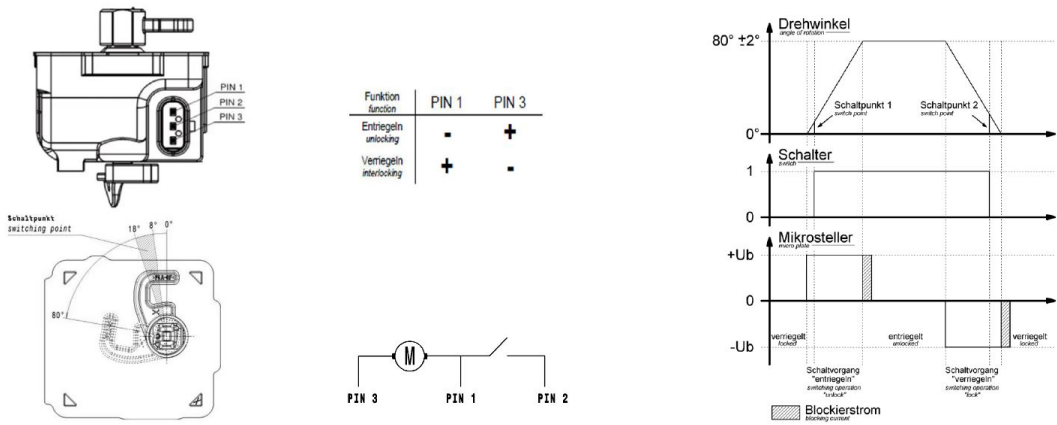 PIN 1
PIN 2
PIN 3
Schaltpunkt
switching point
18° 8° 0°
80°
Funktion PIN 1 PIN 3
function
Entriegeln - +
unlocking
Verriegeln + -
interlocking
M
PIN 3 PIN 1 PIN 2
Drehwinkel
angle of rotation
80° ±2°
Schaltpunkt 1 Schaltpunkt 2
switch point switch point
0°
Schalter
switch
1
0
Mikrosteller
micro plate
+Ub
0
verriegelt entriegelt verriegelt
locked unlocked locked
-Ub
Schaltvorgang Schaltvorgang
"entriegeln" "verriegeln"
switching operation switching operation
"unlock" "lock"
Blockierstrom
blocking current